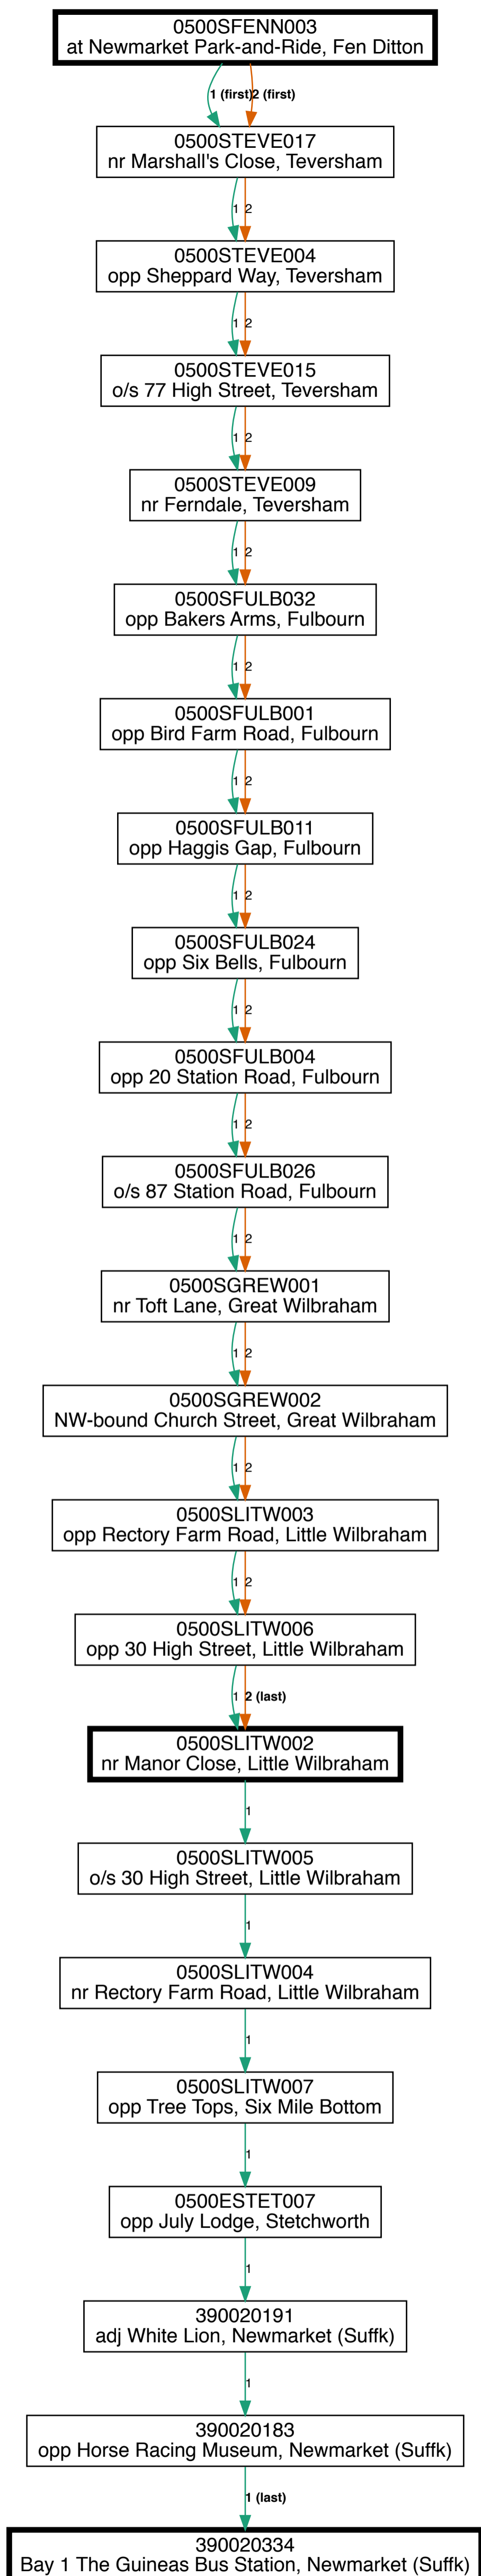 0500SFENN003
at Newmarket Park-and-Ride, Fen Ditton
1 (first)
2 (first)
0500STEVE017
nr Marshall's Close, Teversham
1
2
0500STEVE004
opp Sheppard Way, Teversham
1
2
0500STEVE015
o/s 77 High Street, Teversham
1
2
0500STEVE009
nr Ferndale, Teversham
1
2
0500SFULB032
opp Bakers Arms, Fulbourn
1
2
0500SFULB001
opp Bird Farm Road, Fulbourn
1
2
0500SFULB011
opp Haggis Gap, Fulbourn
1
2
0500SFULB024
opp Six Bells, Fulbourn
1
2
0500SFULB004
opp 20 Station Road, Fulbourn
1
2
0500SFULB026
o/s 87 Station Road, Fulbourn
1
2
0500SGREW001
nr Toft Lane, Great Wilbraham
1
2
0500SGREW002
NW-bound Church Street, Great Wilbraham
1
2
0500SLITW003
opp Rectory Farm Road, Little Wilbraham
1
2
0500SLITW006
opp 30 High Street, Little Wilbraham
1
2 (last)
0500SLITW002
nr Manor Close, Little Wilbraham
1
0500SLITW005
o/s 30 High Street, Little Wilbraham
1
0500SLITW004
nr Rectory Farm Road, Little Wilbraham
1
0500SLITW007
opp Tree Tops, Six Mile Bottom
1
0500ESTET007
opp July Lodge, Stetchworth
1
390020191
adj White Lion, Newmarket (Suffk)
1
390020183
opp Horse Racing Museum, Newmarket (Suffk)
1 (last)
390020334
Bay 1 The Guineas Bus Station, Newmarket (Suffk)